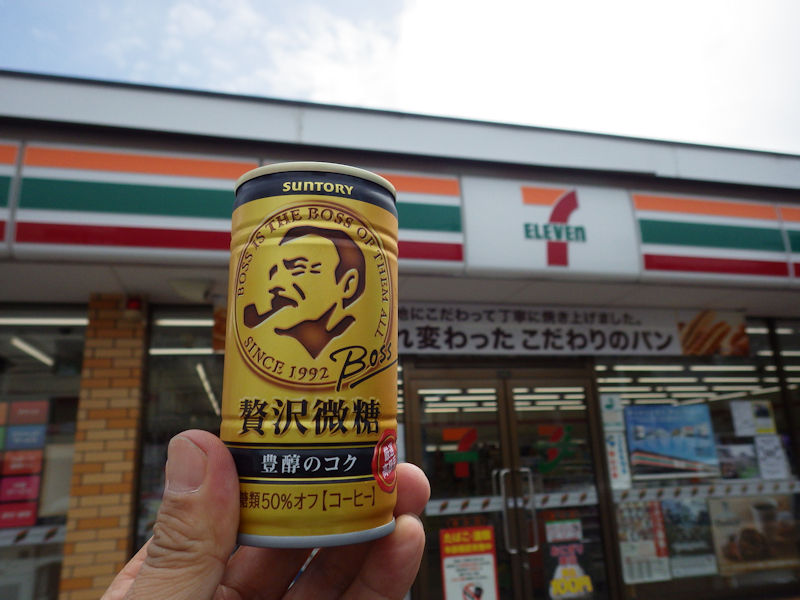 SUNTORY
BOSS IS THE BOSS OF THEM ALL
SINCE 1992
BOSS
贅沢微糖
豊醇のコク
糖類50%オフ【コーヒー】
7
ELEVEN
にこだわって丁寧に焼き上げました。
れ変わった こだわりのパン
たばこ